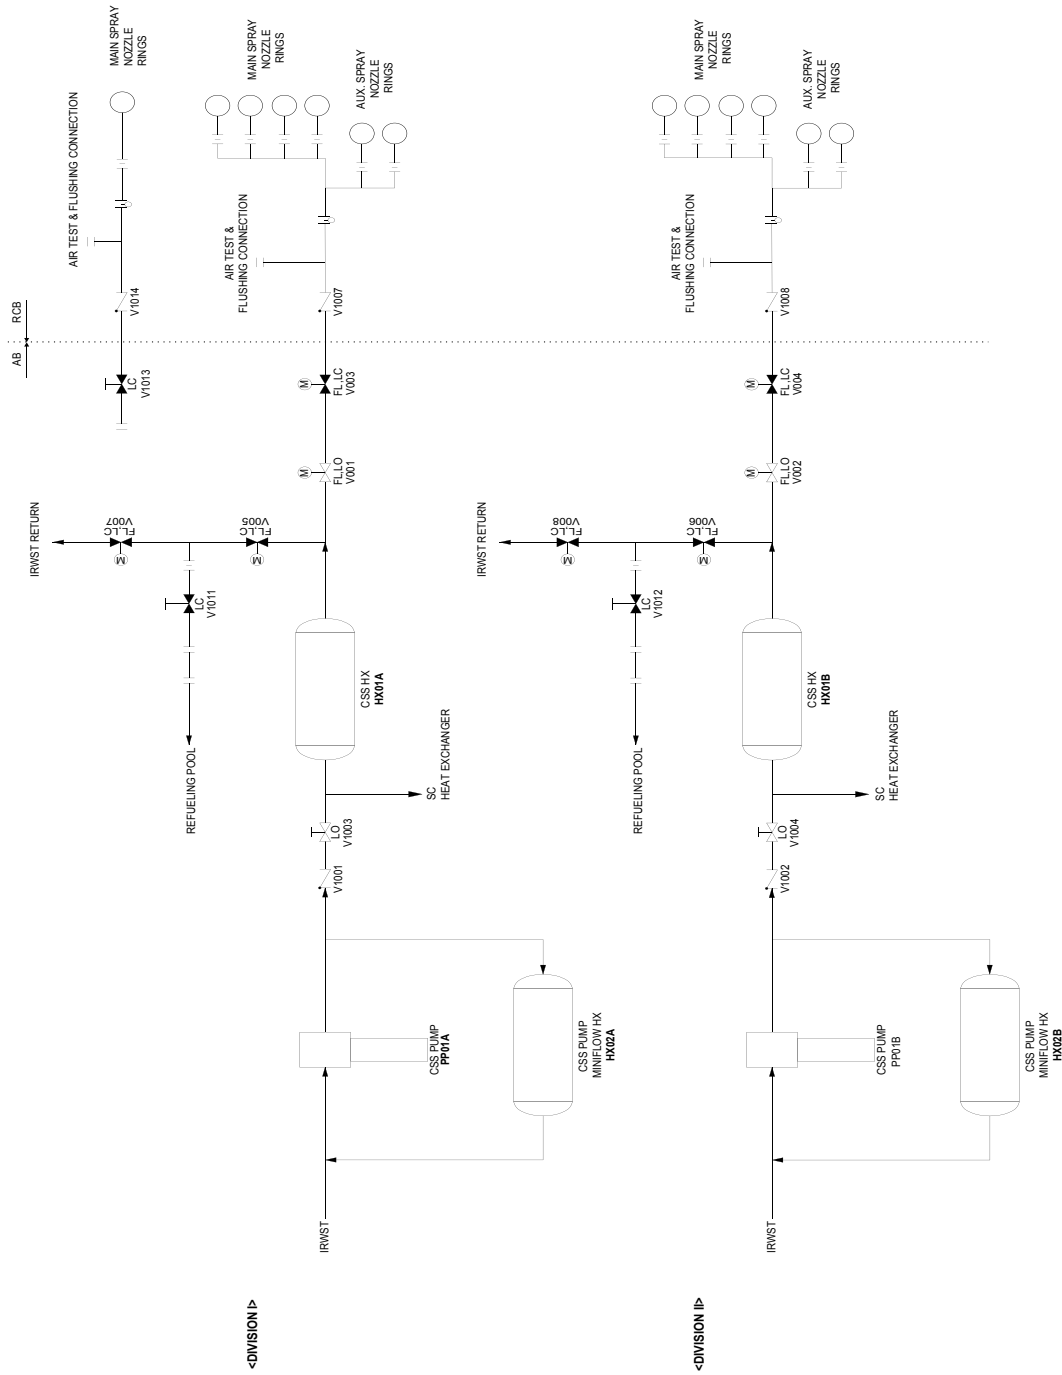 MAIN SPRAY
NOZZLE
RINGS
AIR TEST & FLUSHING CONNECTION
V1014
LC
V1013
AB
RCB
<DIVISION I>
IRWST
CSS PUMP
PP01A
CSS PUMP
MINIFLOW HX
HX02A
V1001
LO
V1003
SC
HEAT EXCHANGER
CSS HX
HX01A
REFUELING POOL
LC
V1011
IRWST RETURN
M
FL,LC
V007
M
FL,LC
V005
M
FL,LO
V001
M
FL,LC
V003
V1007
AIR TEST &
FLUSHING CONNECTION
MAIN SPRAY
NOZZLE
RINGS
AUX. SPRAY
NOZZLE
RINGS
<DIVISION II>
IRWST
CSS PUMP
PP01B
CSS PUMP
MINIFLOW HX
HX02B
V1002
LO
V1004
SC
HEAT EXCHANGER
CSS HX
HX01B
REFUELING POOL
LC
V1012
IRWST RETURN
M
FL,LC
V008
M
FL,LC
V006
M
FL,LO
V002
M
FL,LC
V004
V1008
AIR TEST &
FLUSHING CONNECTION
MAIN SPRAY
NOZZLE
RINGS
AUX. SPRAY
NOZZLE
RINGS